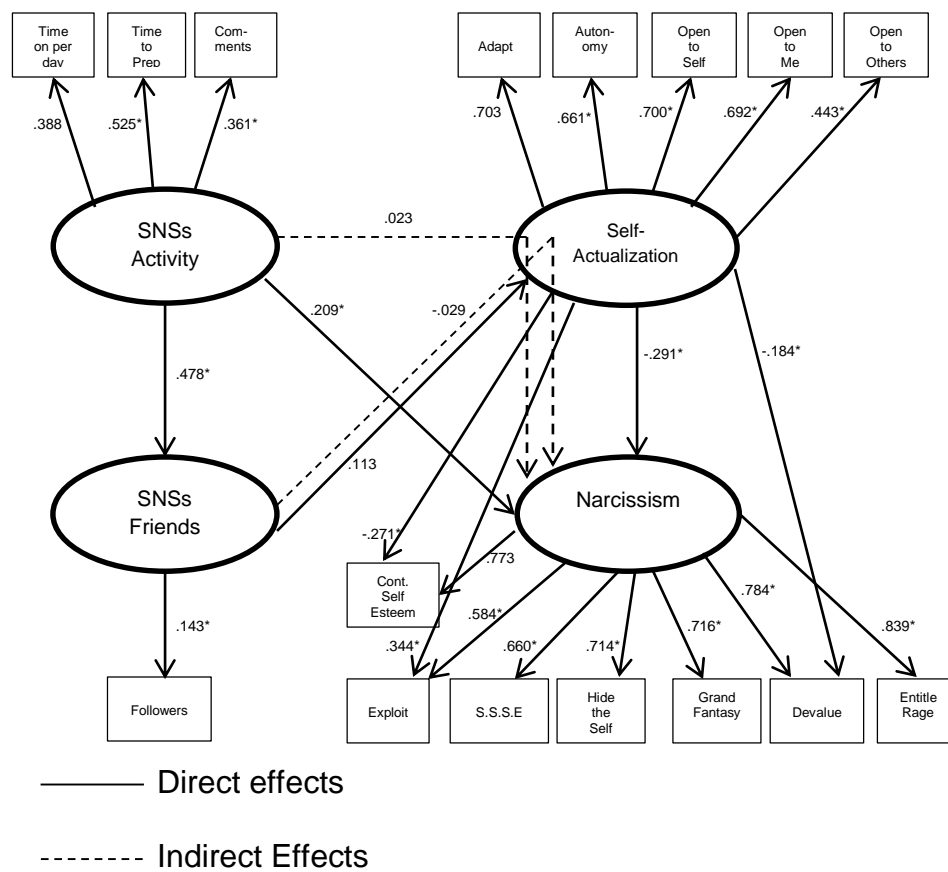 Time
on per
day
Time
to
Prep
Com-
ments
Adapt
Auton-
omy
Open
to
Self
Open
to
Me
Open
to
Others
.388
.525*
.361*
.703
.661*
.700*
.692*
.443*
SNSs
Activity
.023
Self-
Actualization
.209*
-.029
-.291*
-.184*
.478*
.113
SNSs
Friends
Narcissism
-.271*
.773
Cont.
Self
Esteem
.143*
.344*
.584*
.660*
.714*
.716*
.784*
.839*
Followers
Exploit
S.S.S.E
Hide
the
Self
Grand
Fantasy
Devalue
Entitle
Rage
Direct effects
Indirect Effects